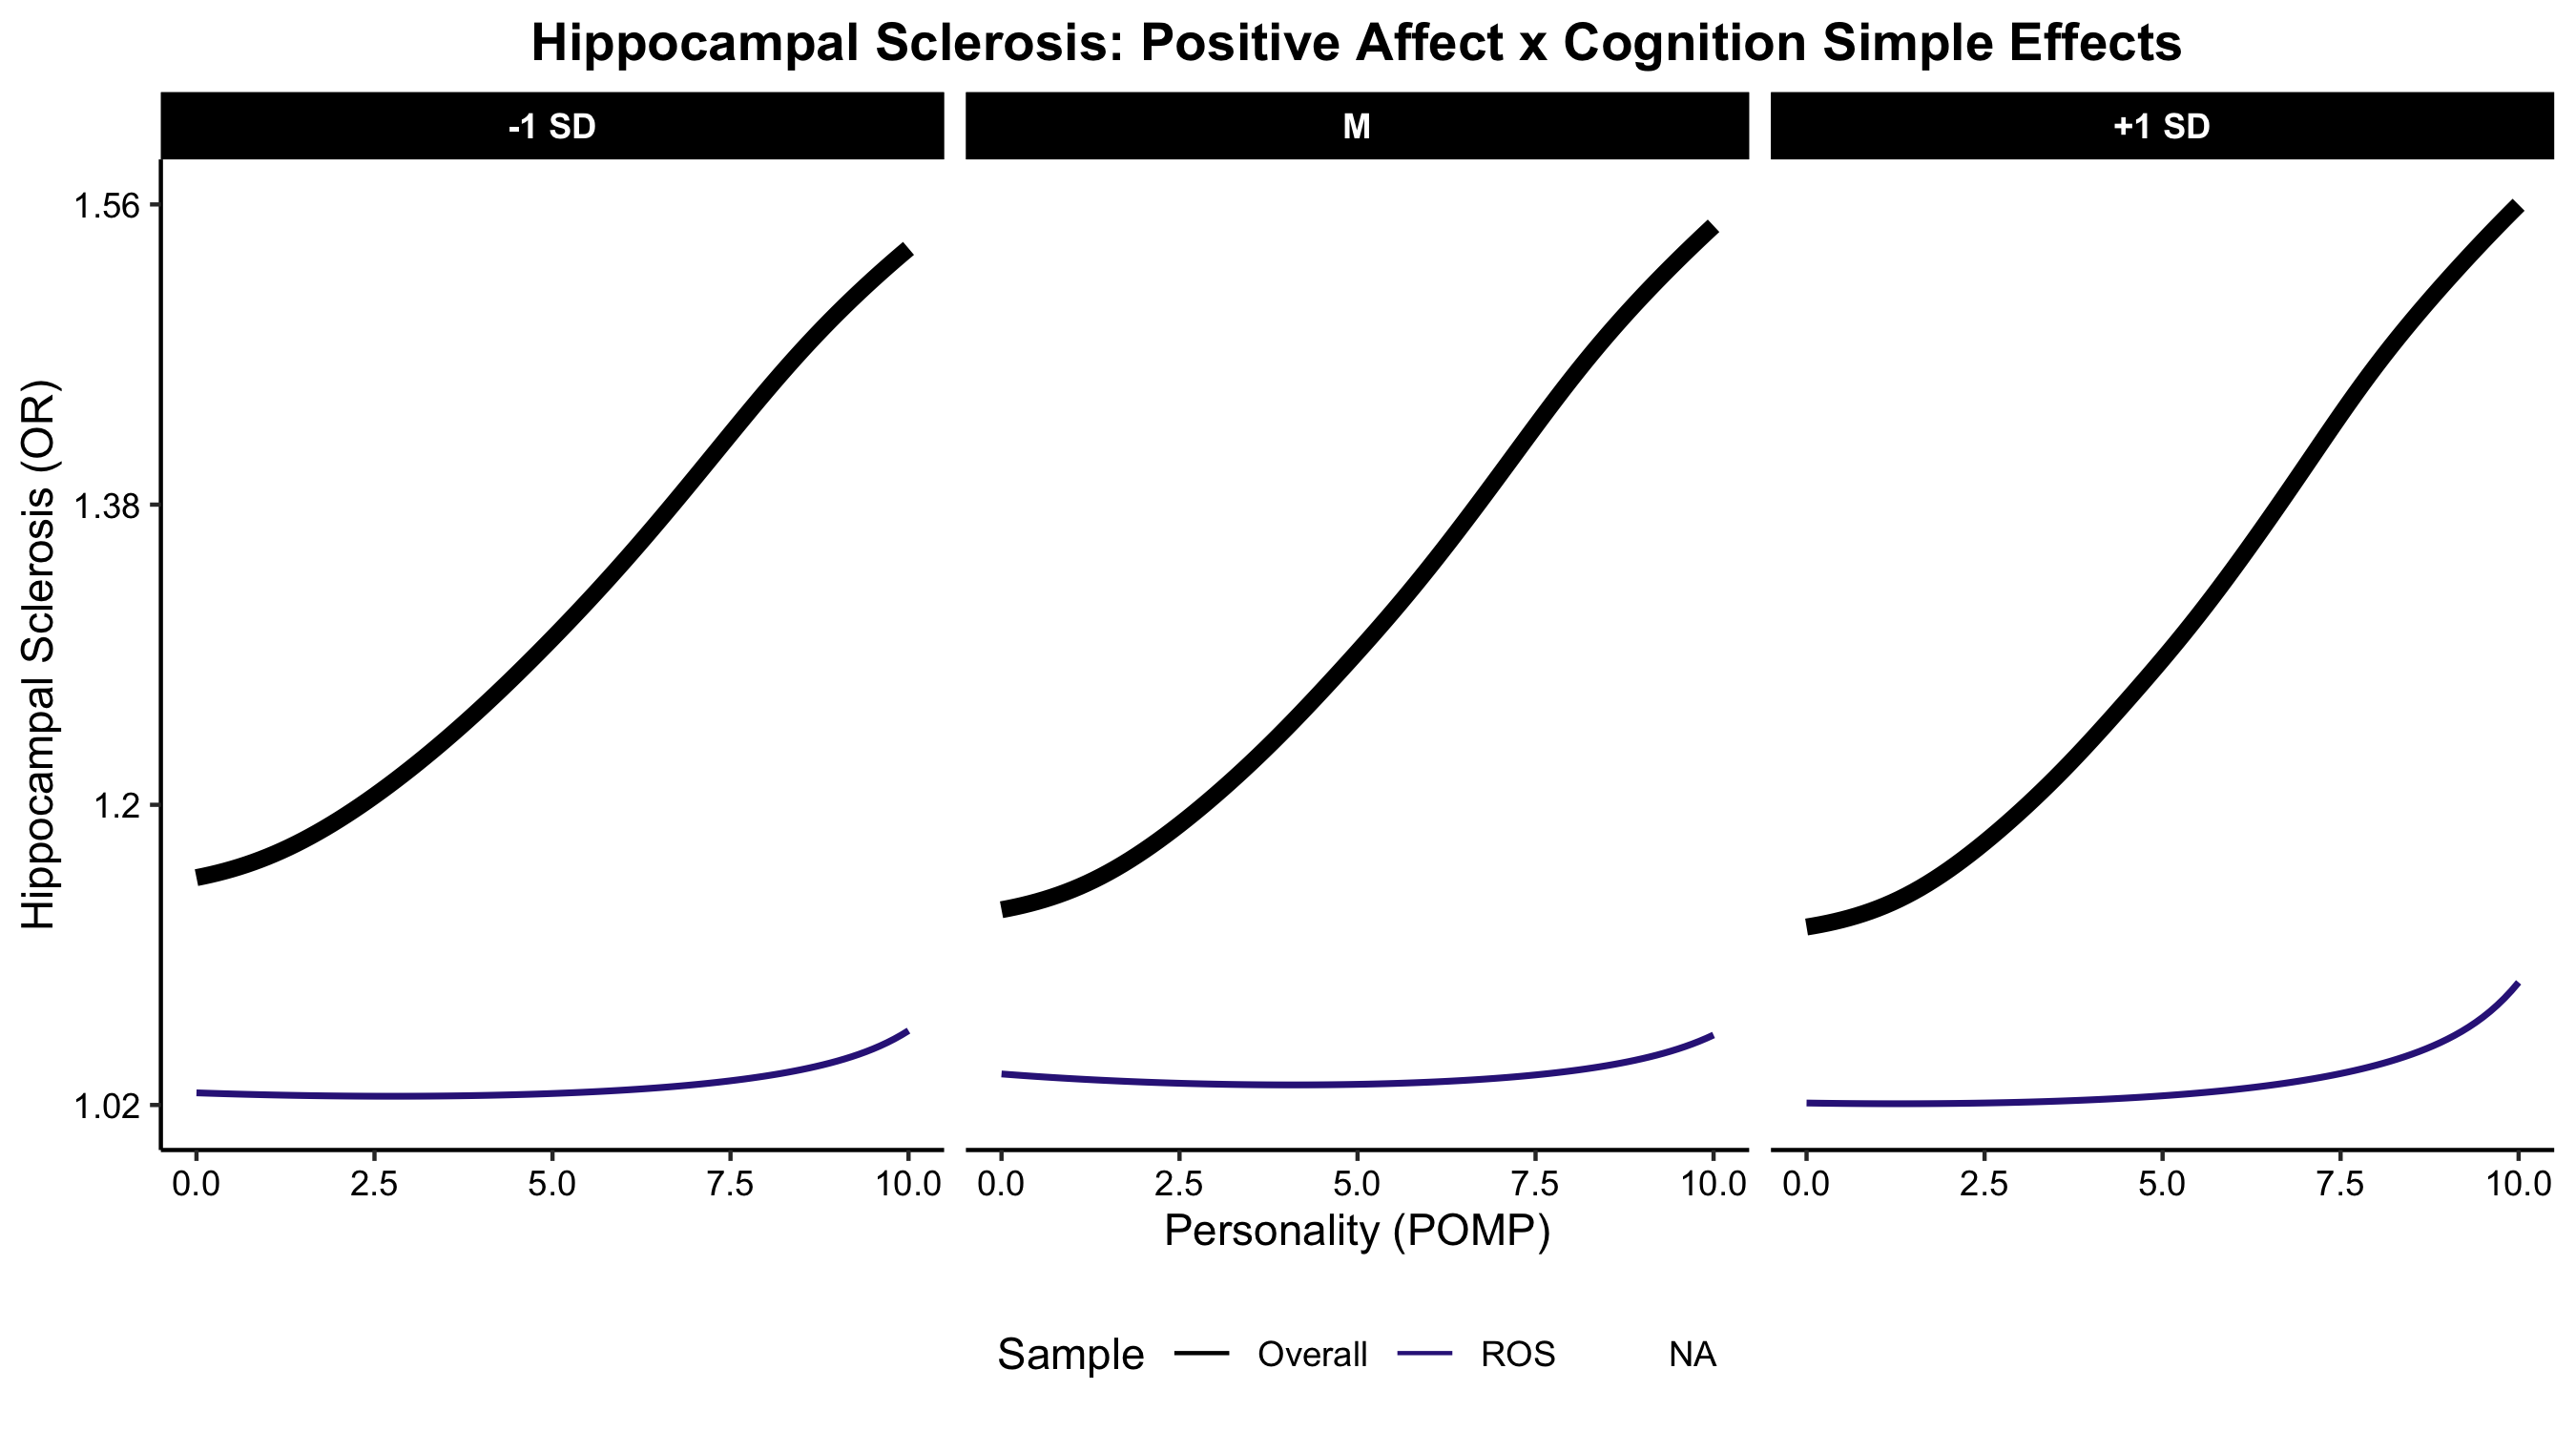 Hippocampal Sclerosis: Positive Affect x Cognition Simple Effects
-1 SD
M
+1 SD
Hippocampal Sclerosis (OR)
1.56
1.38
1.2
1.02
0.0 2.5 5.0 7.5 10.0
0.0 2.5 5.0 7.5 10.0
0.0 2.5 5.0 7.5 10.0
Personality (POMP)
Sample Overall ROS NA